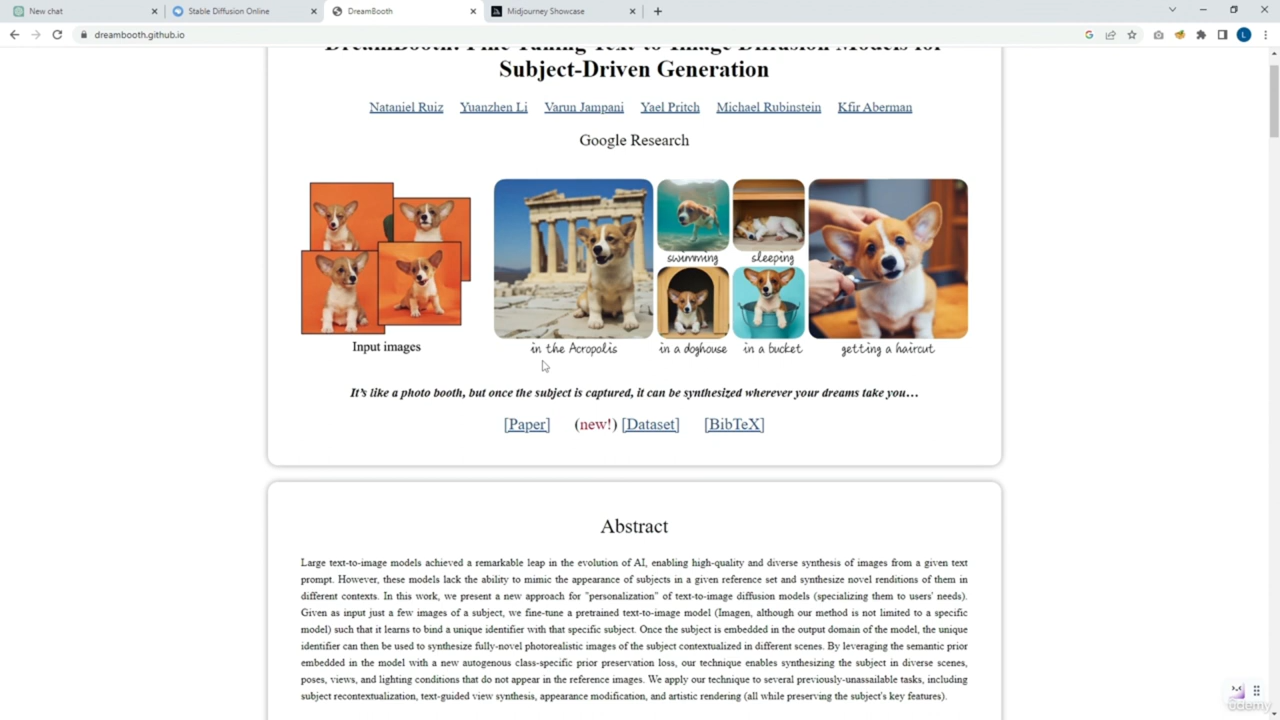 New chat
Stable Diffusion Online
DreamBooth
Midjourney Showcase
dreambooth.github.io
L
DreamBooth: Fine Tuning Text-to-Image Diffusion Models for
Subject-Driven Generation
Nataniel Ruiz Yuanzhen Li Varun Jampani Yael Pritch Michael Rubinstein Kfir Aberman
Google Research
swimming
sleeping
Input images
in the Acropolis
in a doghouse
in a bucket
getting a haircut
It's like a photo booth, but once the subject is captured, it can be synthesized wherever your dreams take you…
[Paper] (new!) [Dataset] [BibTeX]
Abstract
Large text-to-image models achieved a remarkable leap in the evolution of AI, enabling high-quality and diverse synthesis of images from a given text
prompt. However, these models lack the ability to mimic the appearance of subjects in a given reference set and synthesize novel renditions of them in
different contexts. In this work, we present a new approach for "personalization" of text-to-image diffusion models (specializing them to users' needs).
Given as input just a few images of a subject, we fine-tune a pretrained text-to-image model (Imagen, although our method is not limited to a specific
model) such that it learns to bind a unique identifier with that specific subject. Once the subject is embedded in the output domain of the model, the unique
identifier can then be used to synthesize fully-novel photorealistic images of the subject contextualized in different scenes. By leveraging the semantic prior
embedded in the model with a new autogenous class-specific prior preservation loss, our technique enables synthesizing the subject in diverse scenes,
poses, views, and lighting conditions that do not appear in the reference images. We apply our technique to several previously-unassailable tasks, including
subject recontextualization, text-guided view synthesis, appearance modification, and artistic rendering (all while preserving the subject's key features).
ûdemy